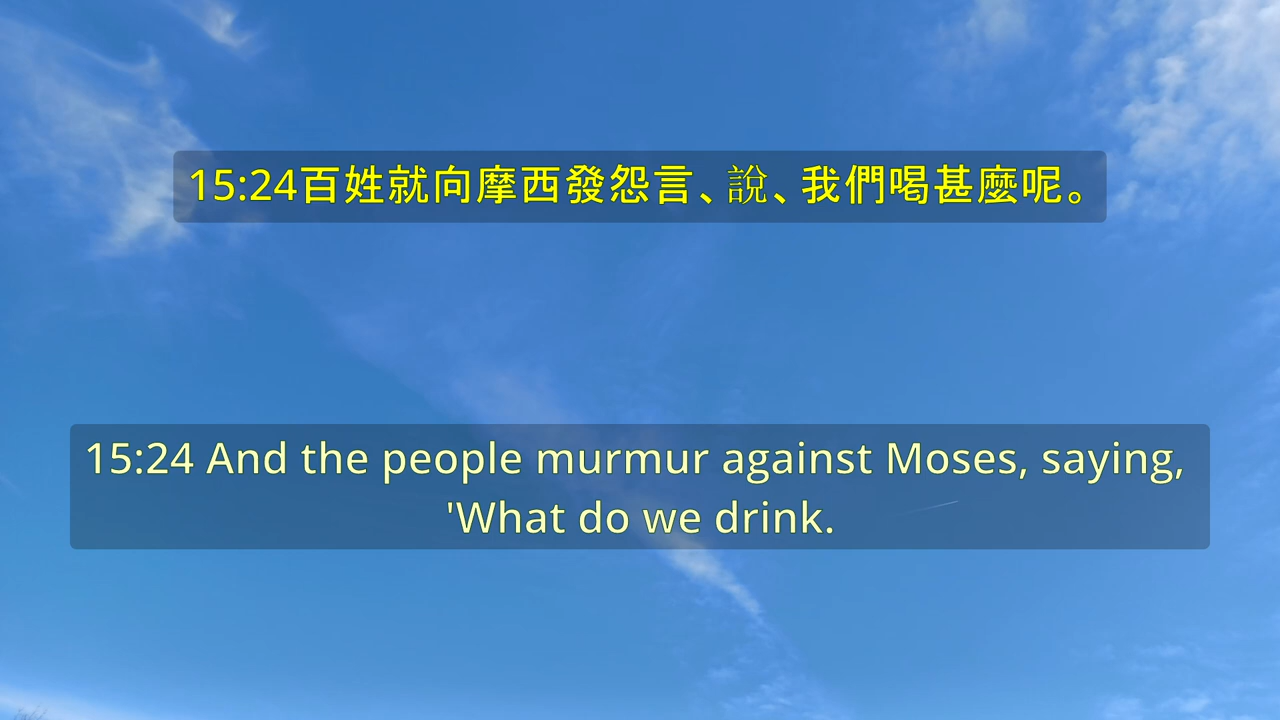 15:24百姓就向摩西發怨言、說、我們喝甚麼呢。
15:24 And the people murmur against Moses, saying,
'What do we drink.